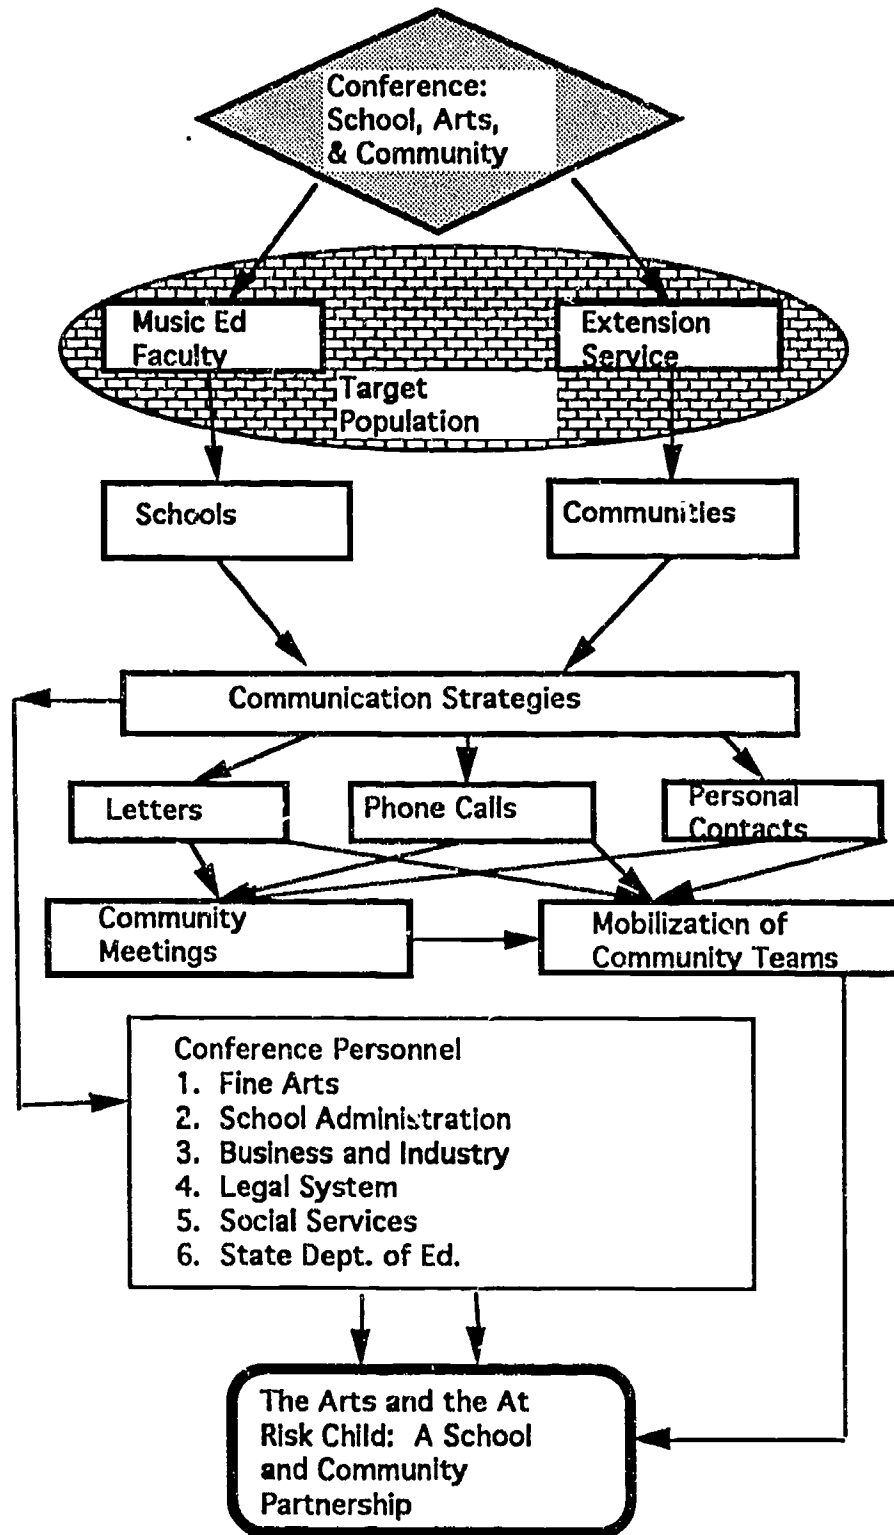 Conference:
School, Arts,
& Community
Music Ed
Faculty
Extension
Service
Target
Population
Schools
Communities
Communication Strategies
Letters
Phone Calls
Personal
Contacts
Community
Meetings
Mobilization of
Community Teams
Conference Personnel
1. Fine Arts
2. School Administration
3. Business and Industry
4. Legal System
5. Social Services
6. State Dept. of Ed.
The Arts and the At
Risk Child: A School
and Community
Partnership